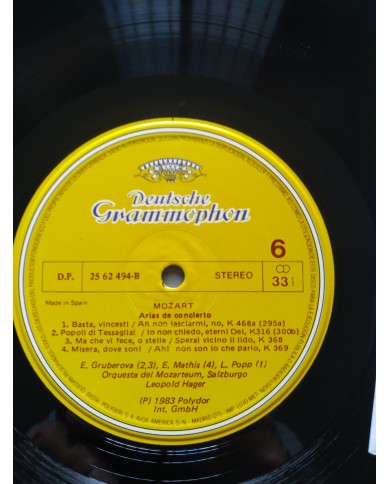 Deutsche
Grammophon
6
D.P. 25 62 494-B STEREO 33⅓
Made in Spain
MOZART
Arias de concierto
1. Basta, vincesti / Ah non lasciarmi, no, K 468a (295a)
2. Popoli di Tessaglia! / Io non chiedo, eterni Dei, K316 (300b)
3. Ma che vi fece, o stelle / Sperai vicino il lido, K 368
4. Misera, dove son! / Ah! non son io che parlo, K 369
E. Gruberova (2,3), E. Mathis (4), L. Popp (1)
Orquesta del Mozarteum, Salzburgo
Leopold Hager
(P) 1983 Polydor
Int. GmbH